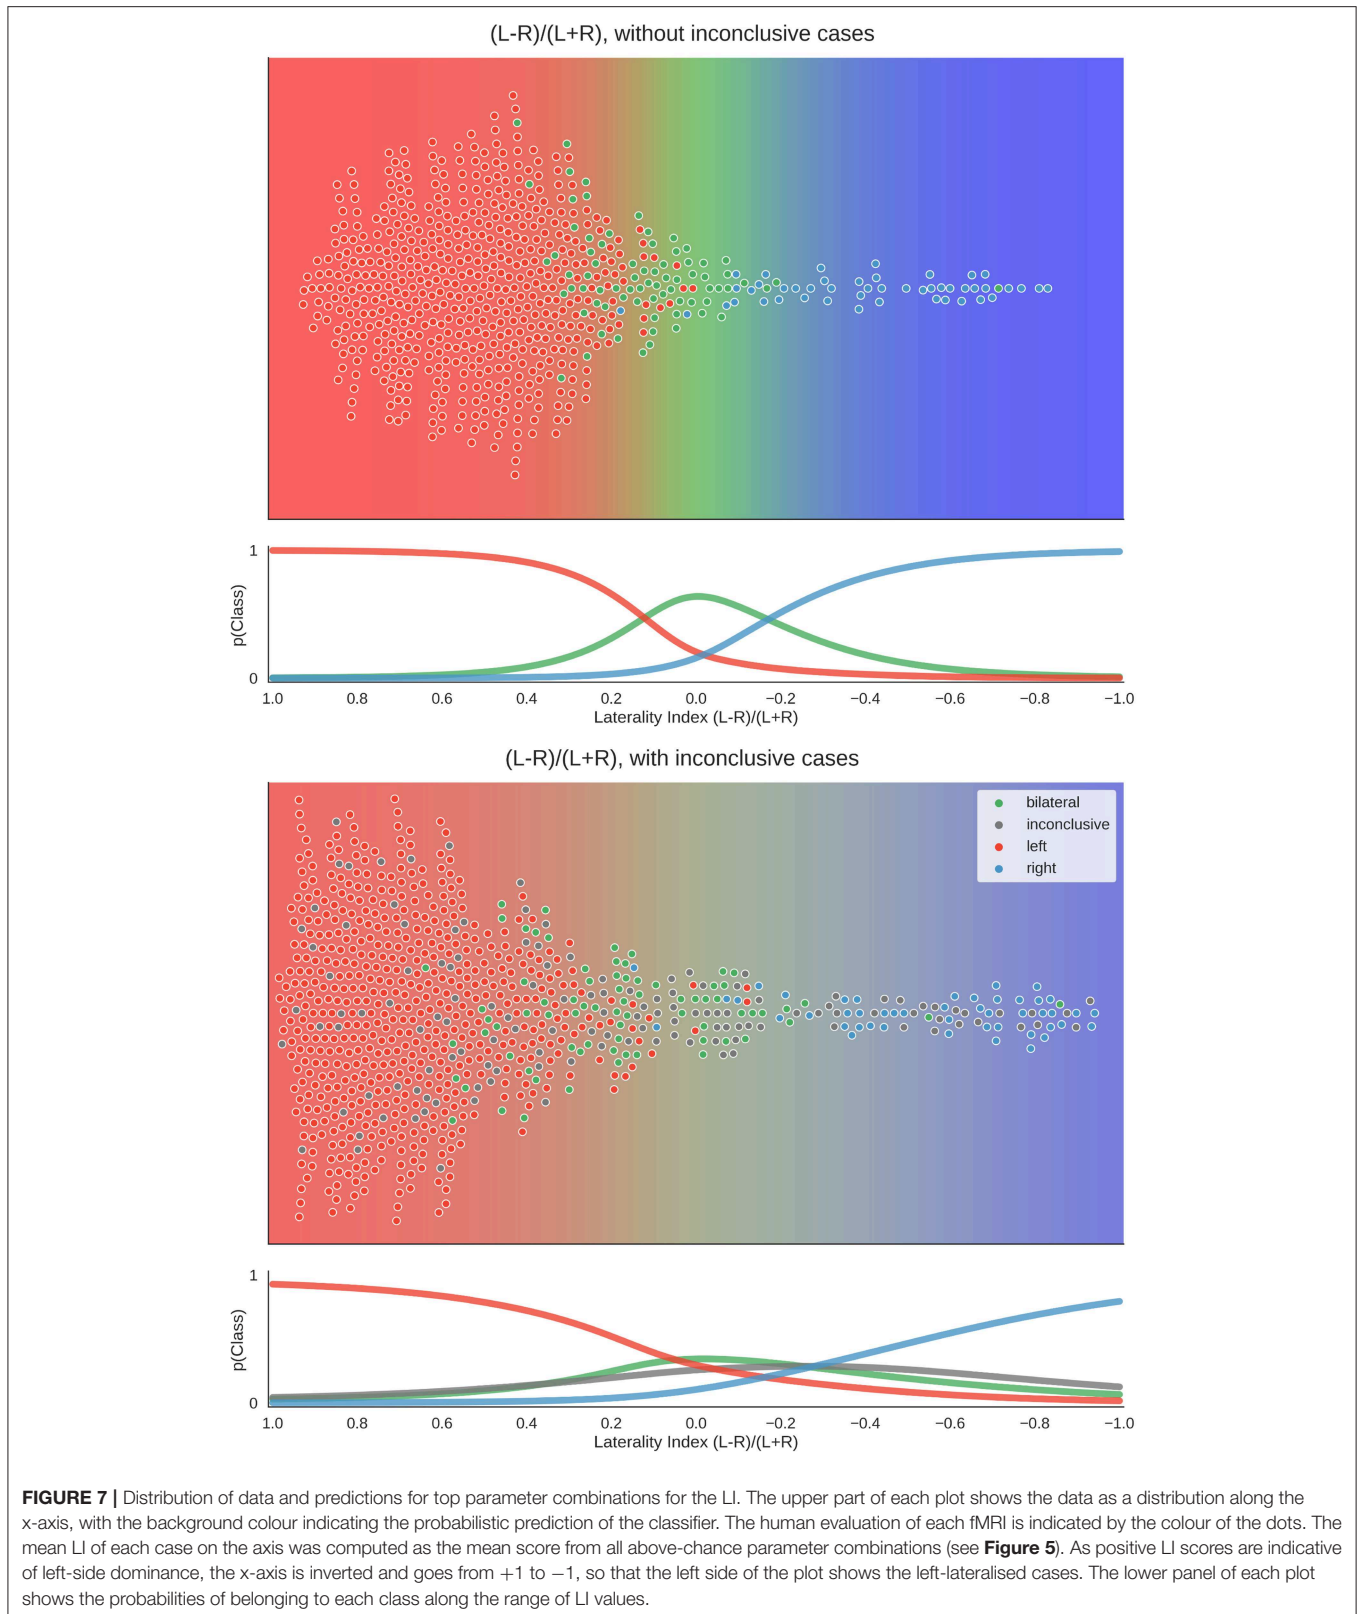 (L-R)/(L+R), without inconclusive cases
1
0
p(Class)
1.0 0.8 0.6 0.4 0.2 0.0 −0.2 −0.4 −0.6 −0.8 −1.0
Laterality Index (L-R)/(L+R)
(L-R)/(L+R), with inconclusive cases
bilateral
inconclusive
left
right
1
0
p(Class)
1.0 0.8 0.6 0.4 0.2 0.0 −0.2 −0.4 −0.6 −0.8 −1.0
Laterality Index (L-R)/(L+R)
FIGURE 7 | Distribution of data and predictions for top parameter combinations for the LI. The upper part of each plot shows the data as a distribution along the
x-axis, with the background colour indicating the probabilistic prediction of the classifier. The human evaluation of each fMRI is indicated by the colour of the dots. The
mean LI of each case on the axis was computed as the mean score from all above-chance parameter combinations (see Figure 5). As positive LI scores are indicative
of left-side dominance, the x-axis is inverted and goes from +1 to −1, so that the left side of the plot shows the left-lateralised cases. The lower panel of each plot
shows the probabilities of belonging to each class along the range of LI values.